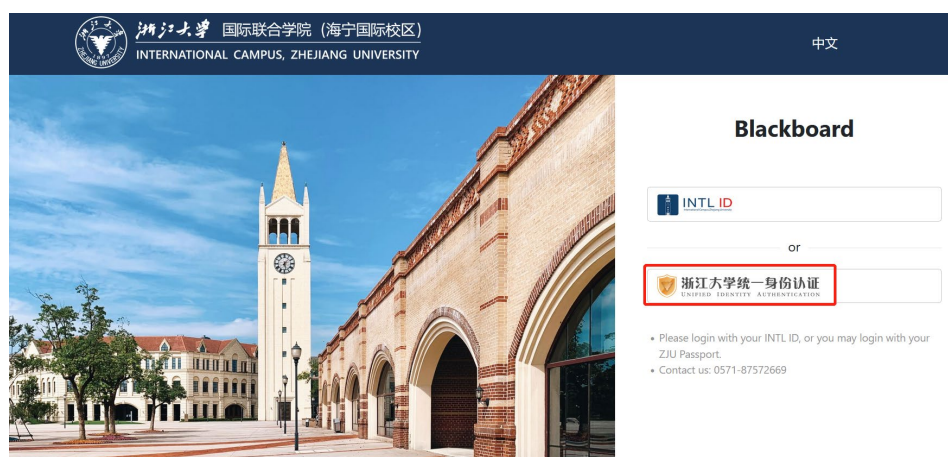 浙江大学 国际联合学院 (海宁国际校区)
INTERNATIONAL CAMPUS, ZHEJIANG UNIVERSITY
中文
Blackboard
INTL ID
or
浙江大学统一身份认证
UNIFIED IDENTITY AUTHENTICATION
• Please login with your INTL ID, or you may login with your
ZJU Passport.
• Contact us: 0571-87572669